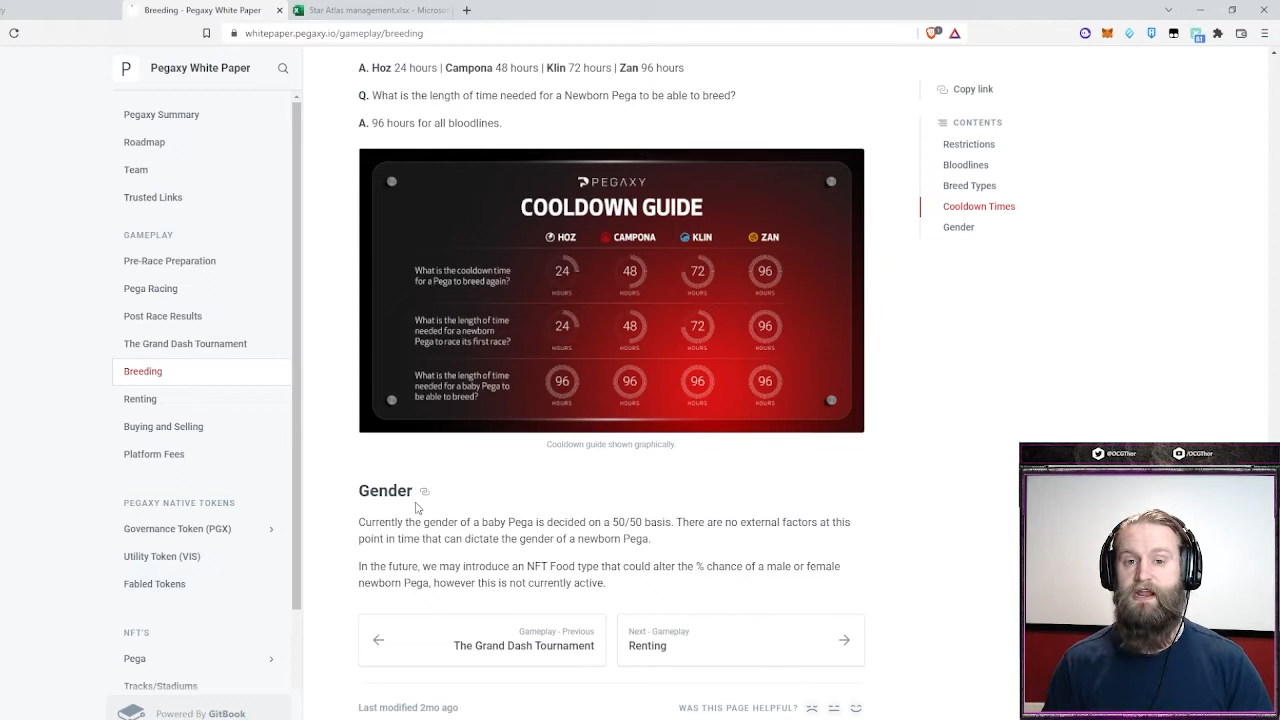 Breeding - Pegaxy White Paper
Star Atlas management.xlsx - Microsof
whitepaper.pegaxy.io/gameplay/breeding
P
Pegaxy White Paper
Pegaxy Summary
Roadmap
Team
Trusted Links
GAMEPLAY
Pre-Race Preparation
Pega Racing
Post Race Results
The Grand Dash Tournament
Breeding
Renting
Buying and Selling
Platform Fees
PEGAXY NATIVE TOKENS
Governance Token (PGX)
Utility Token (VIS)
Fabled Tokens
NFT'S
Pega
Tracks/Stadiums
Powered By GitBook
A. Hoz 24 hours | Campona 48 hours | Klin 72 hours | Zan 96 hours
Q. What is the length of time needed for a Newborn Pega to be able to breed?
A. 96 hours for all bloodlines.
PEGAXY
COOLDOWN GUIDE
HOZ CAMPONA KLIN ZAN
What is the cooldown time
for a Pega to breed again?
24 48 72 96
HOURS HOURS HOURS HOURS
What is the length of time
needed for a newborn
Pega to race its first race?
24 48 72 96
HOURS HOURS HOURS HOURS
What is the length of time
needed for a baby Pega to
be able to breed?
96 96 96 96
HOURS HOURS HOURS HOURS
Cooldown guide shown graphically.
Gender
Currently the gender of a baby Pega is decided on a 50/50 basis. There are no external factors at this
point in time that can dictate the gender of a newborn Pega.
In the future, we may introduce an NFT Food type that could alter the % chance of a male or female
newborn Pega, however this is not currently active.
Gameplay - Previous
The Grand Dash Tournament
Next - Gameplay
Renting
Last modified 2mo ago
WAS THIS PAGE HELPFUL?
Copy link
CONTENTS
Restrictions
Bloodlines
Breed Types
Cooldown Times
Gender
@OCGThor
/OCGThor